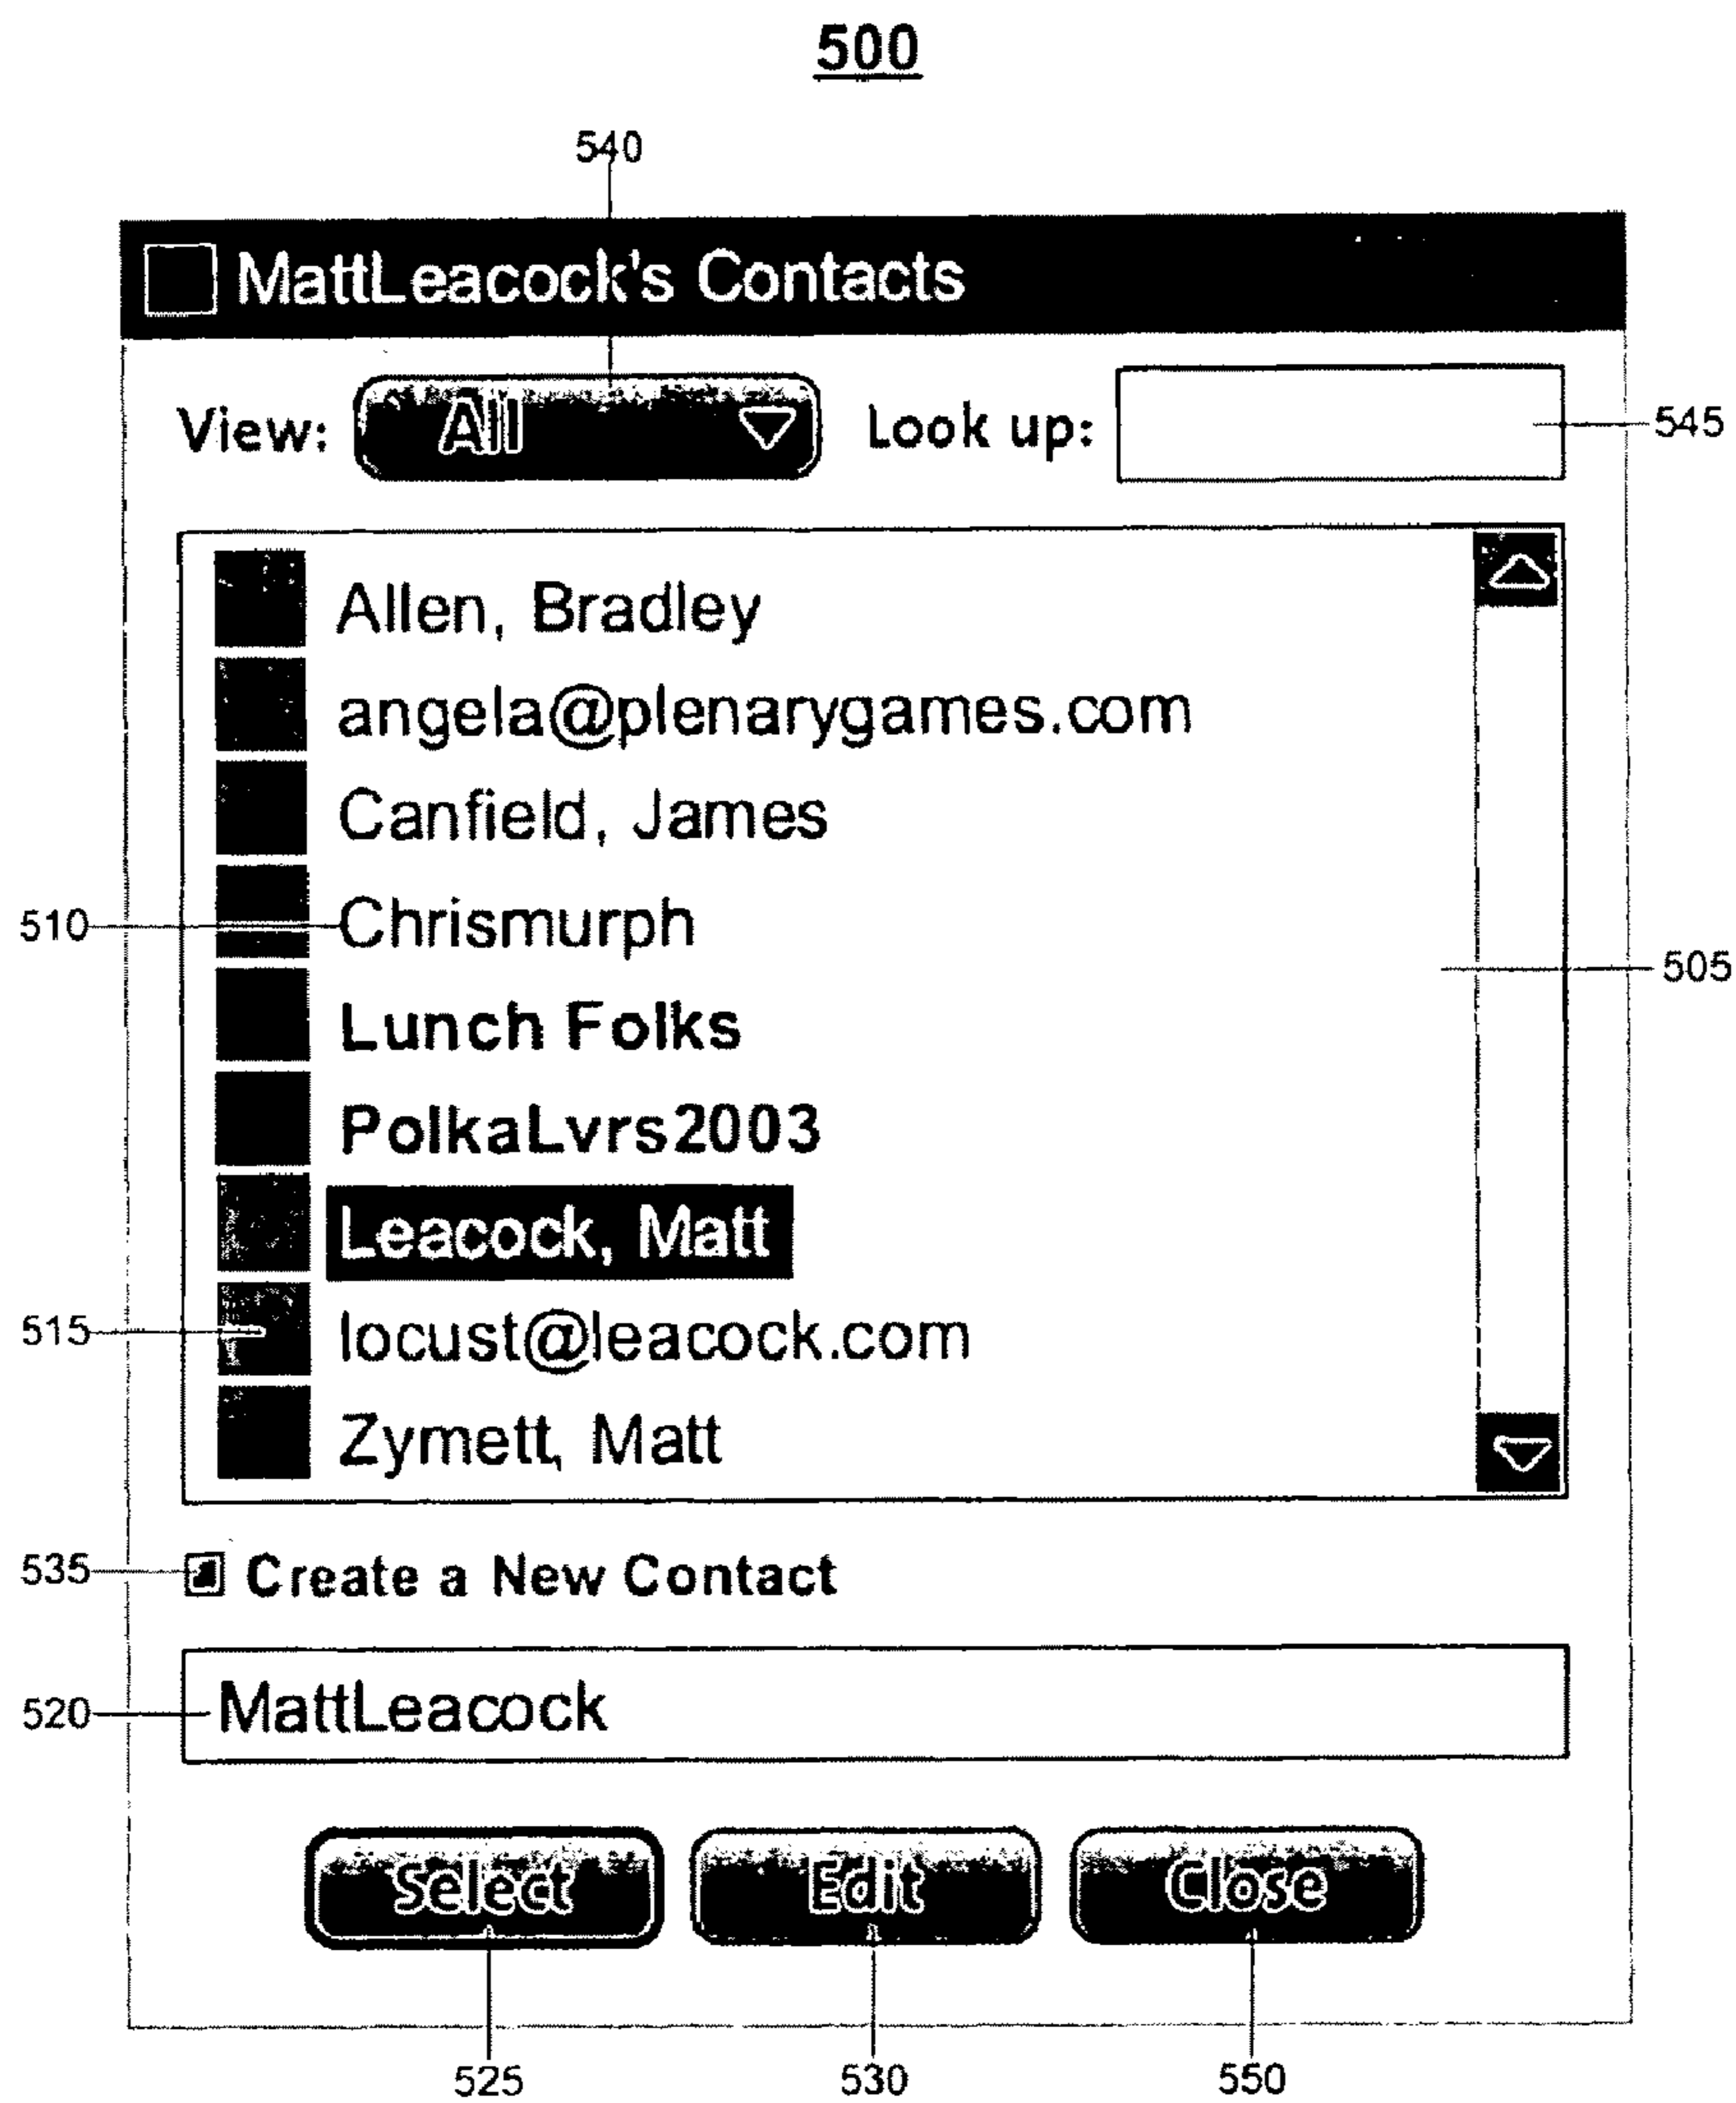 500
540
MattLeacock's Contacts
View: All Look up: 545
Allen, Bradley
angela@plenarygames.com
Canfield, James
510 Chrismurph
505
Lunch Folks
PolkaLvrs2003
Leacock, Matt
515 locust@leacock.com
Zymett, Matt
535 Create a New Contact
520 MattLeacock
Select Edit Close
525 530 550